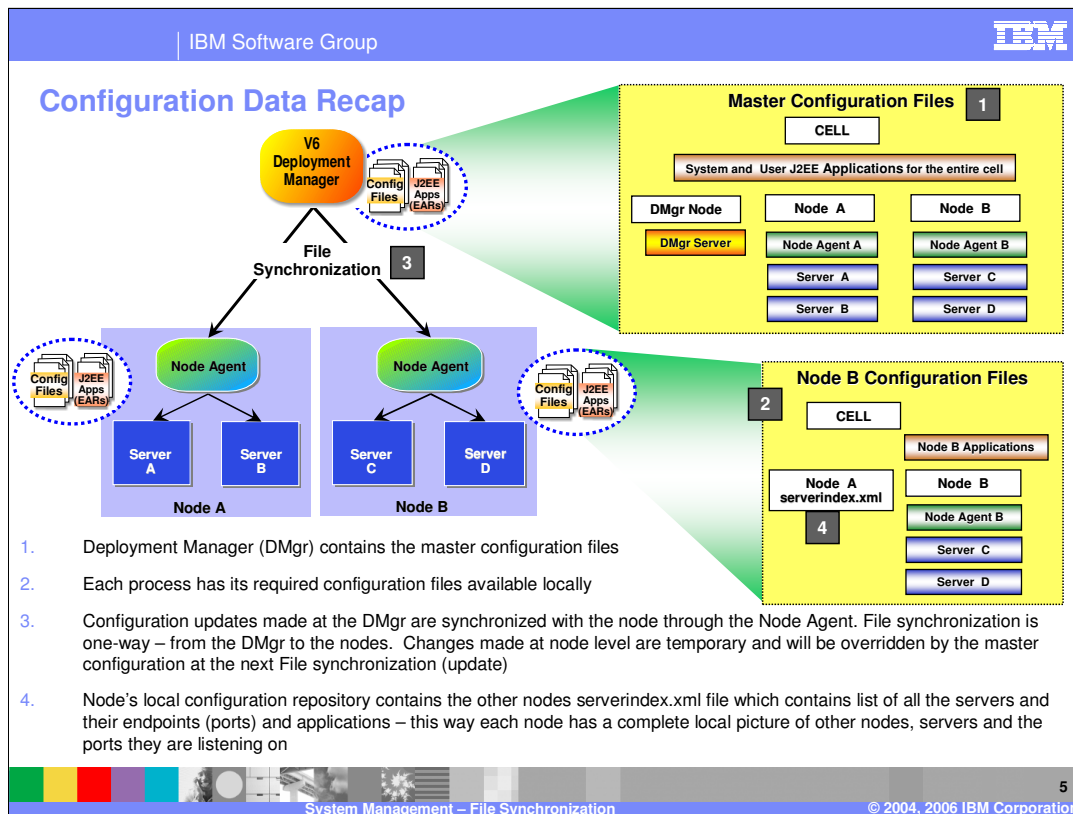 IBM Software Group
IBM
Configuration Data Recap
V6
Deployment
Manager
Config
Files
J2EE
Apps
(EARs)
File
Synchronization
3
Master Configuration Files
1
CELL
System and User J2EE Applications for the entire cell
DMgr Node
Node A
Node B
DMgr Server
Node Agent A
Node Agent B
Server A
Server C
Server B
Server D
Config
Files
J2EE
Apps
(EARs)
Node Agent
Node Agent
Config
Files
J2EE
Apps
(EARs)
Server
A
Server
B
Server
C
Server
D
Node A
Node B
Node B Configuration Files
2
CELL
Node B Applications
Node A
serverindex.xml
4
Node B
Node Agent B
Server C
Server D
1. Deployment Manager (DMgr) contains the master configuration files
2. Each process has its required configuration files available locally
3. Configuration updates made at the DMgr are synchronized with the node through the Node Agent. File synchronization is
one-way – from the DMgr to the nodes. Changes made at node level are temporary and will be overridden by the master
configuration at the next File synchronization (update)
4. Node's local configuration repository contains the other nodes serverindex.xml file which contains list of all the servers and
their endpoints (ports) and applications – this way each node has a complete local picture of other nodes, servers and the
ports they are listening on
5
System Management – File Synchronization
© 2004, 2006 IBM Corporation